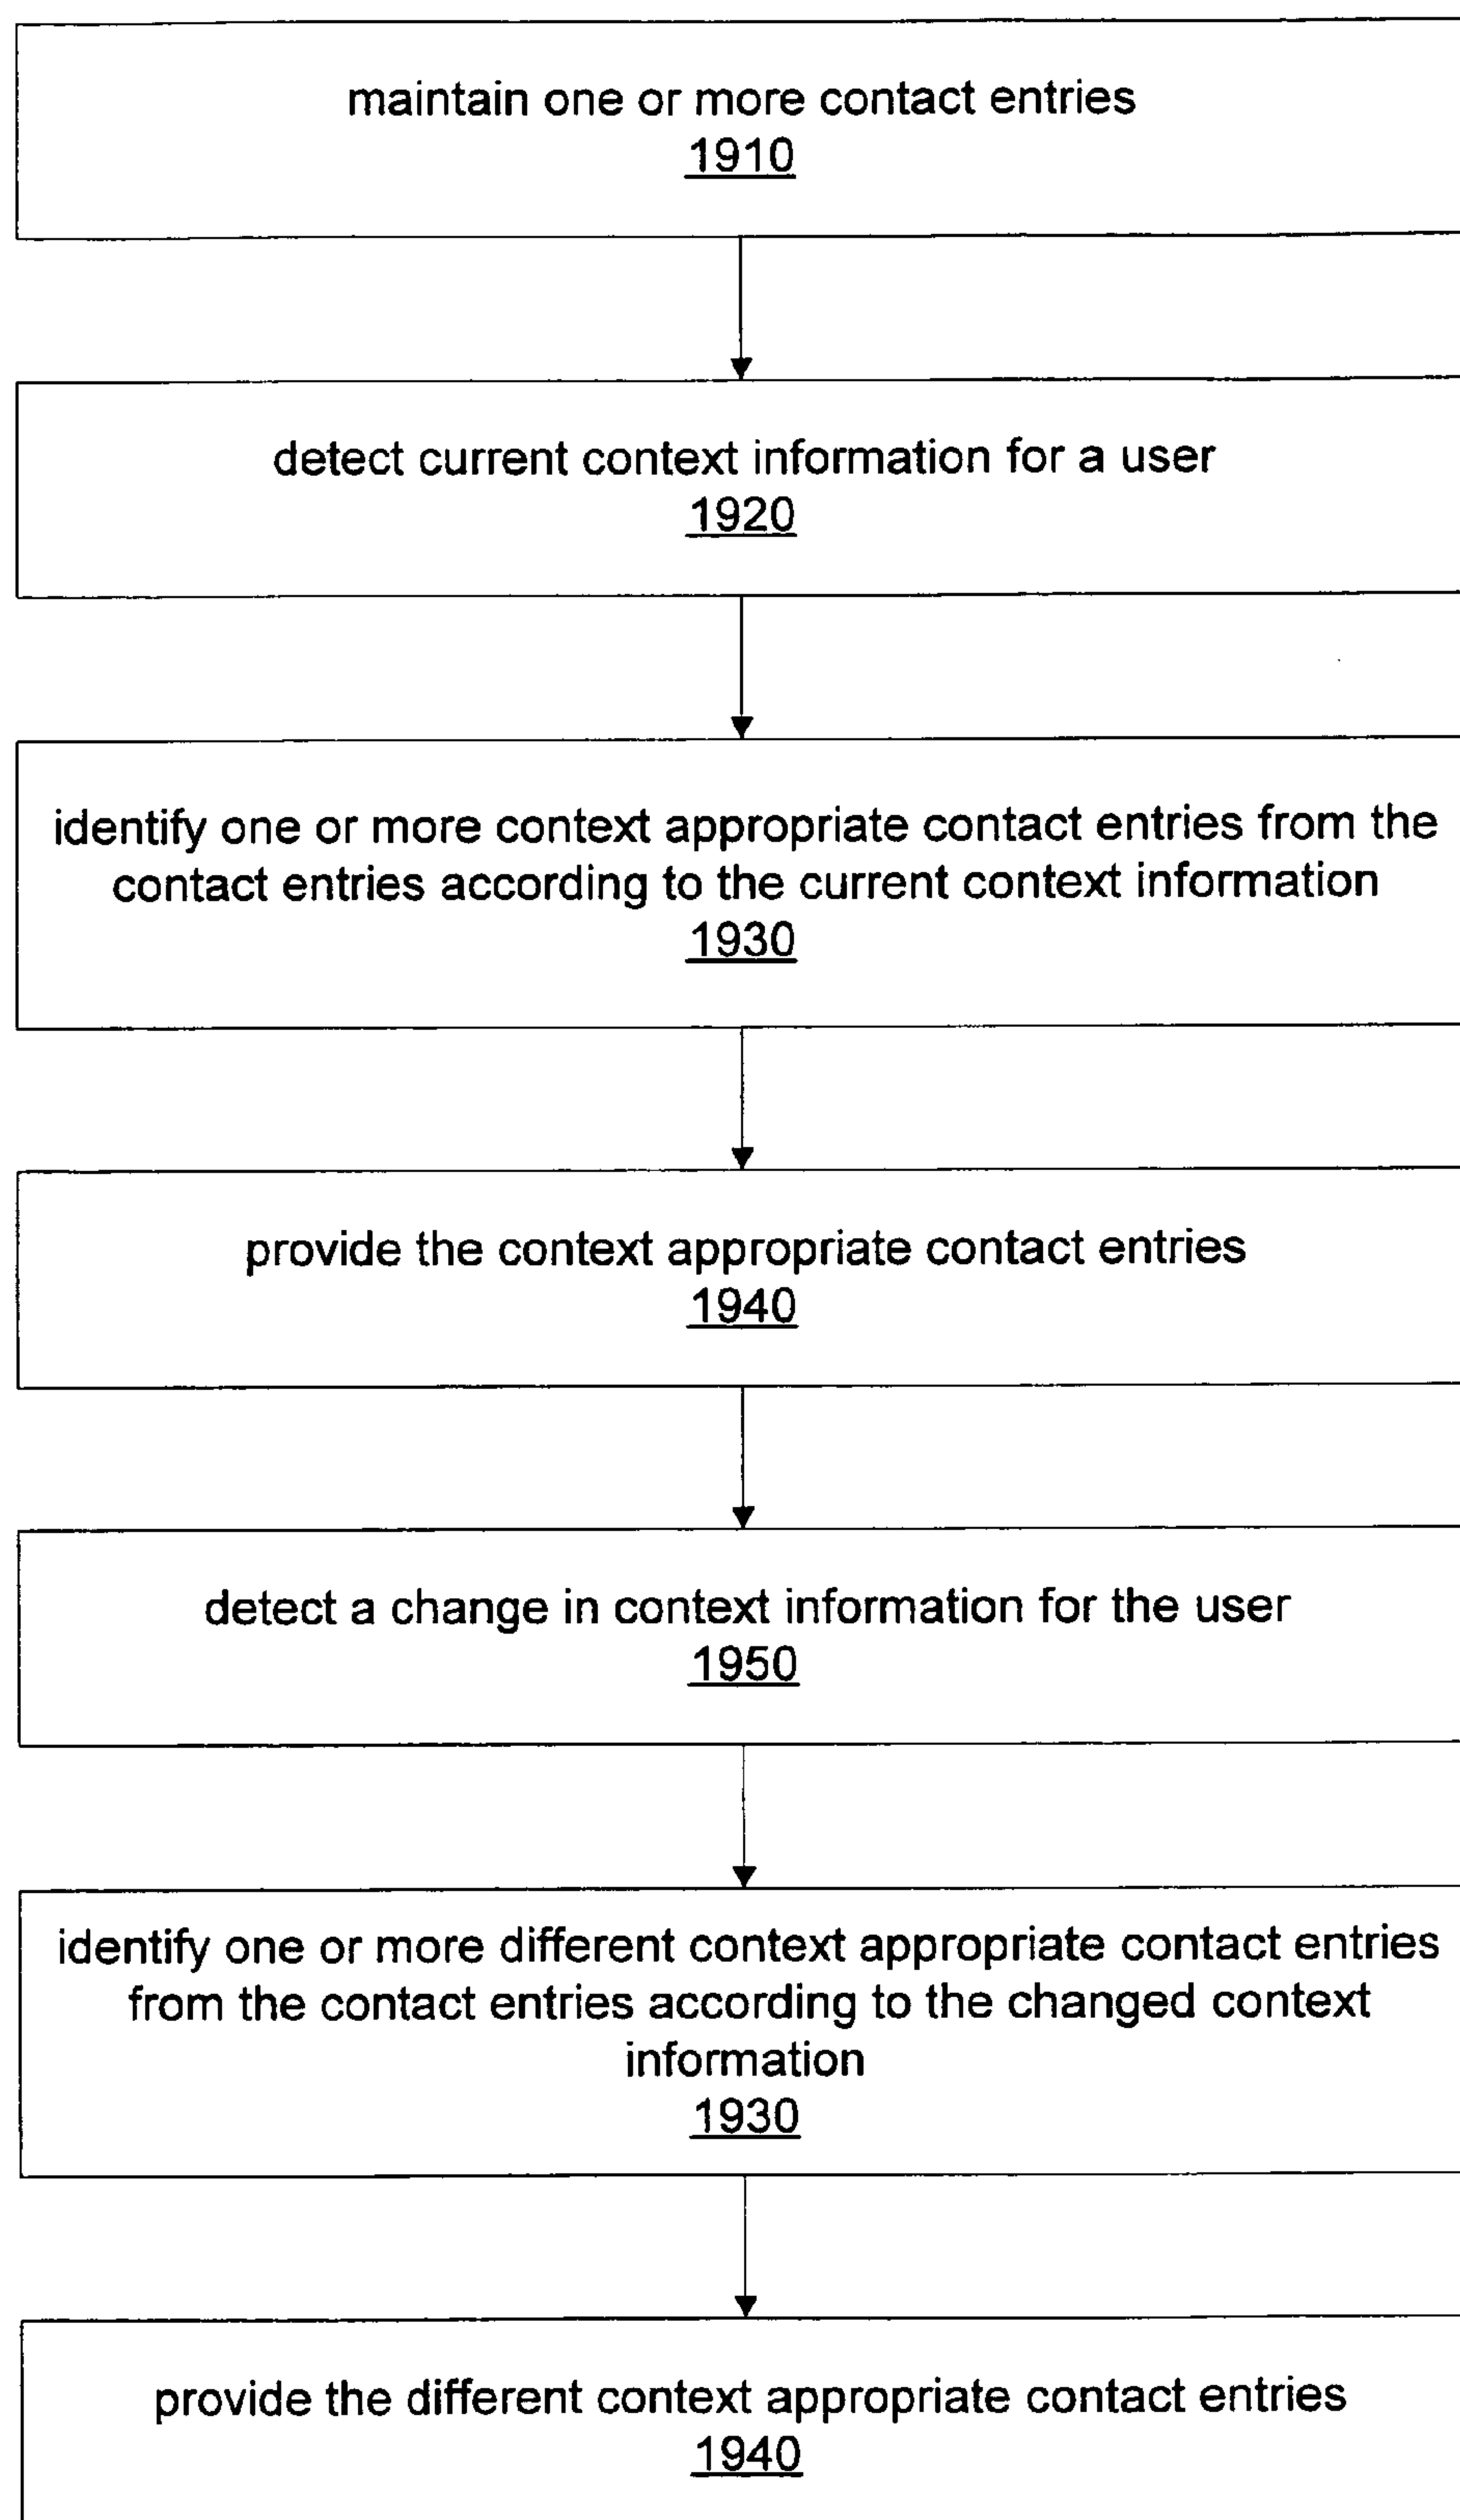 maintain one or more contact entries
1910
detect current context information for a user
1920
identify one or more context appropriate contact entries from the
contact entries according to the current context information
1930
provide the context appropriate contact entries
1940
detect a change in context information for the user
1950
identify one or more different context appropriate contact entries
from the contact entries according to the changed context
information
1930
provide the different context appropriate contact entries
1940